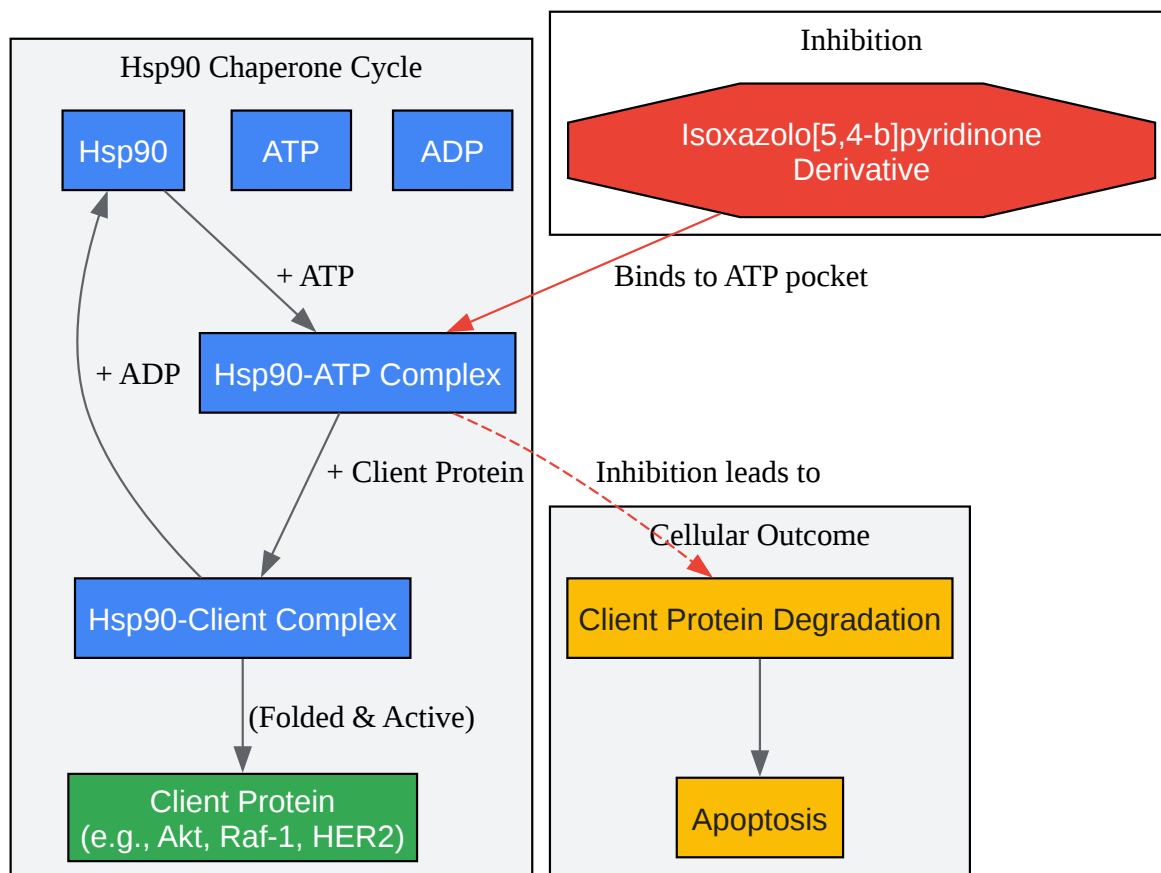 Hsp90 Chaperone Cycle
Hsp90
ATP
ADP
+ ATP
+ ADP
Hsp90-ATP Complex
+ Client Protein
Hsp90-Client Complex
(Folded & Active)
Client Protein
(e.g., Akt, Raf-1, HER2)
Inhibition
Isoxazolo[5,4-b]pyridinone
Derivative
Binds to ATP pocket
Inhibition leads to
Cellular Outcome
Client Protein Degradation
Apoptosis